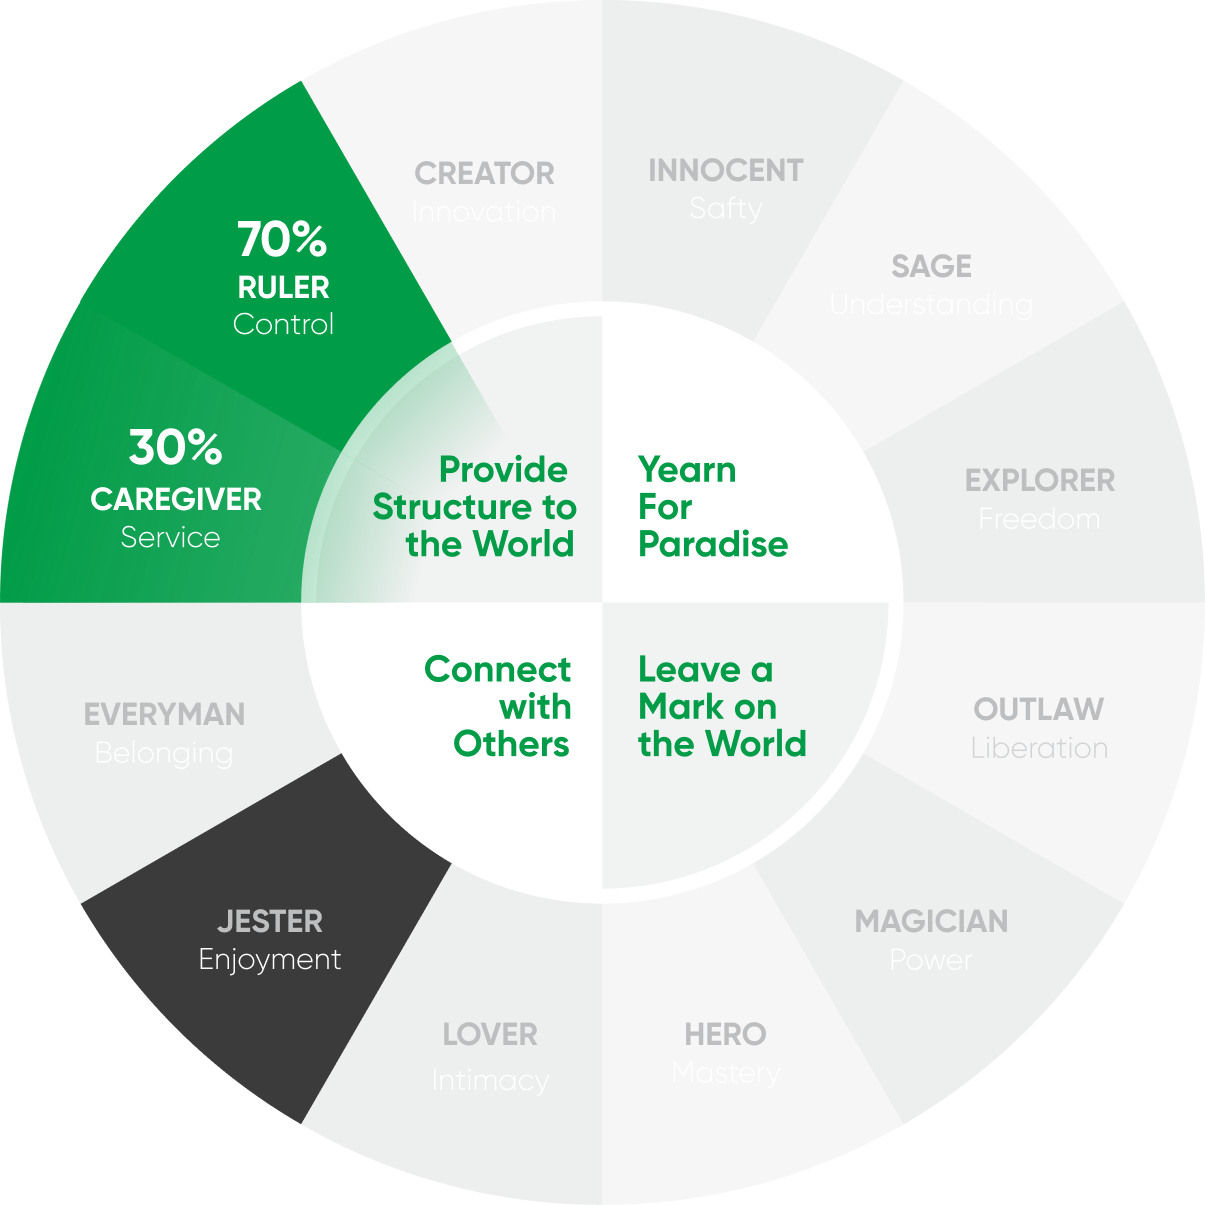 CREATOR
Innovation
INNOCENT
Safty
SAGE
Understanding
70%
RULER
Control
30%
CAREGIVER
Service
EXPLORER
Freedom
Provide
Structure to
the World
Yearn
For
Paradise
Connect
with
Others
Leave a
Mark on
the World
EVERYMAN
Belonging
OUTLAW
Liberation
JESTER
Enjoyment
MAGICIAN
Power
LOVER
Intimacy
HERO
Mastery